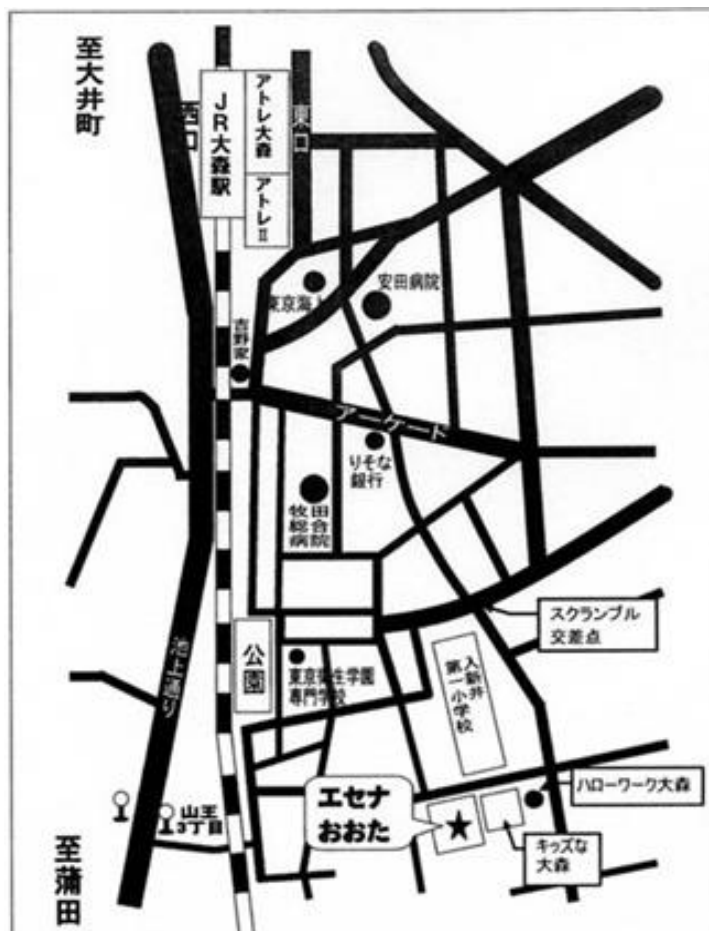 至大井町
西口
JR大森駅
アトレ大森
アトレⅡ
東口
東京海上
安田病院
吉野家
アーケード
りそな
銀行
牧田
総合
病院
スクランブル
交差点
池上通り
公園
東京衛生学園
専門学校
入新井
第一小学校
ハローワーク大森
エセナ
おおた
キッズな
大森
山王
3丁目
至蒲田